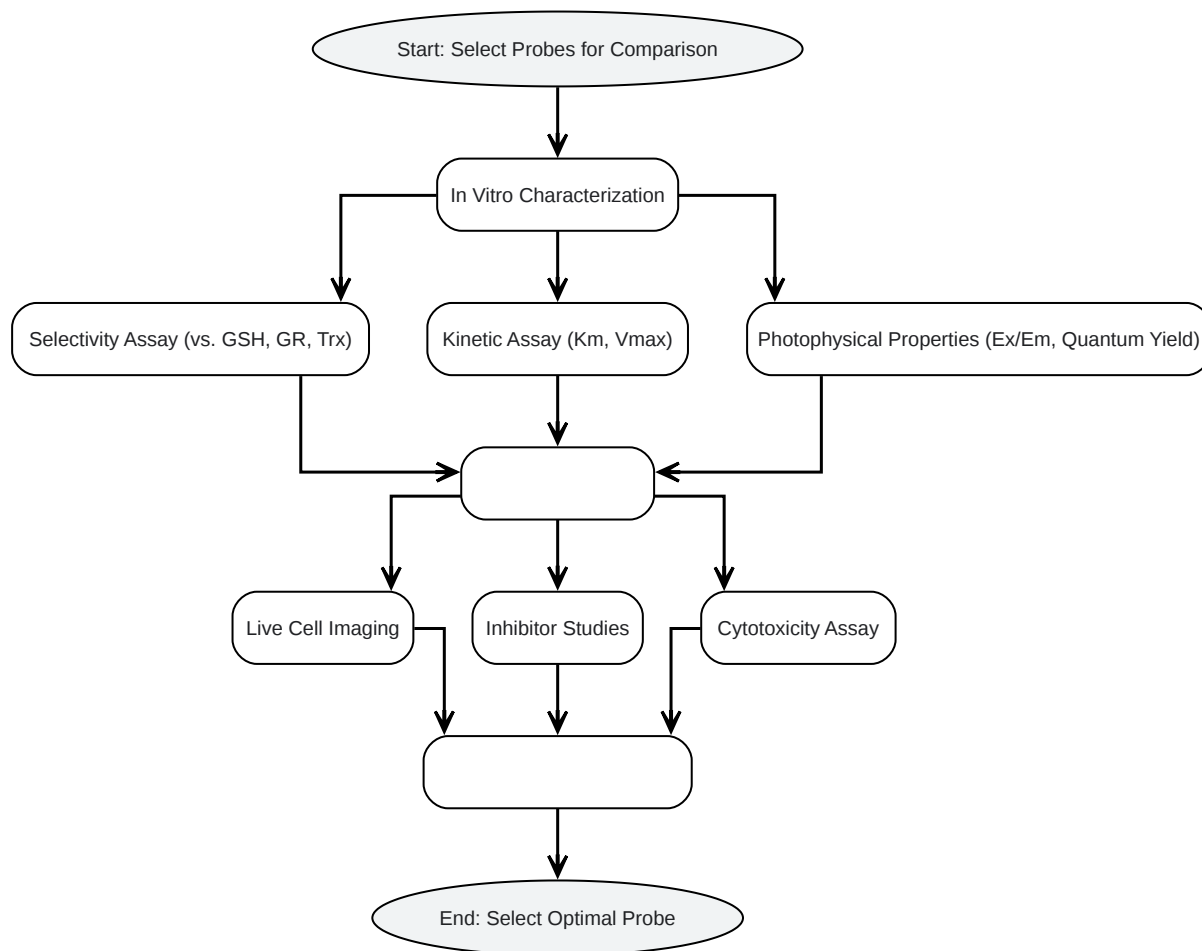 Start: Select Probes for Comparison
In Vitro Characterization
Selectivity Assay (vs. GSH, GR, Trx)
Kinetic Assay (Km, Vmax)
Photophysical Properties (Ex/Em, Quantum Yield)
Live Cell Imaging
Inhibitor Studies
Cytotoxicity Assay
End: Select Optimal Probe